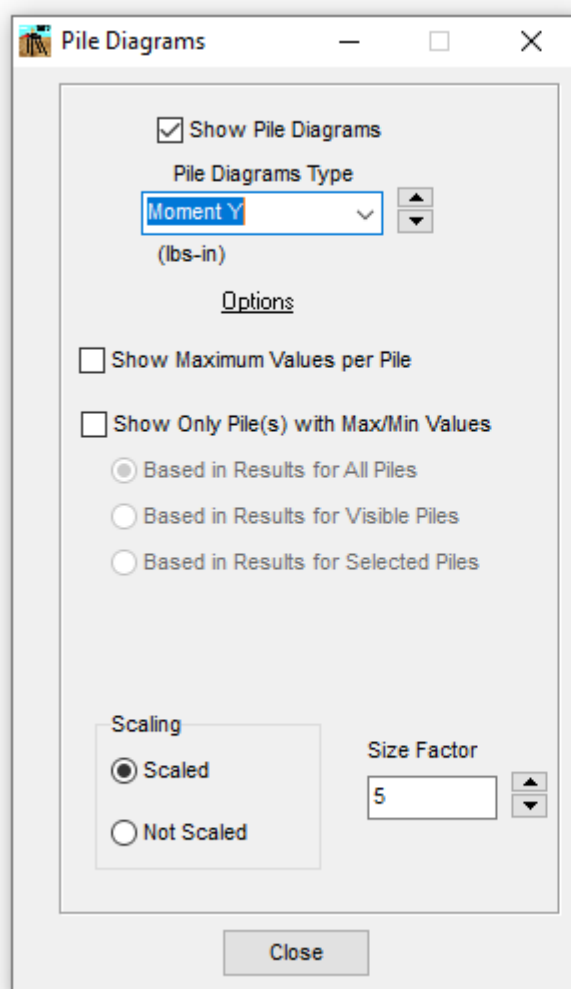 Pile Diagrams
Show Pile Diagrams
Pile Diagrams Type
Moment Y
(lbs-in)
Options
Show Maximum Values per Pile
Show Only Pile(s) with Max/Min Values
Based in Results for All Piles
Based in Results for Visible Piles
Based in Results for Selected Piles
Scaling
Scaled
Not Scaled
Size Factor
5
Close